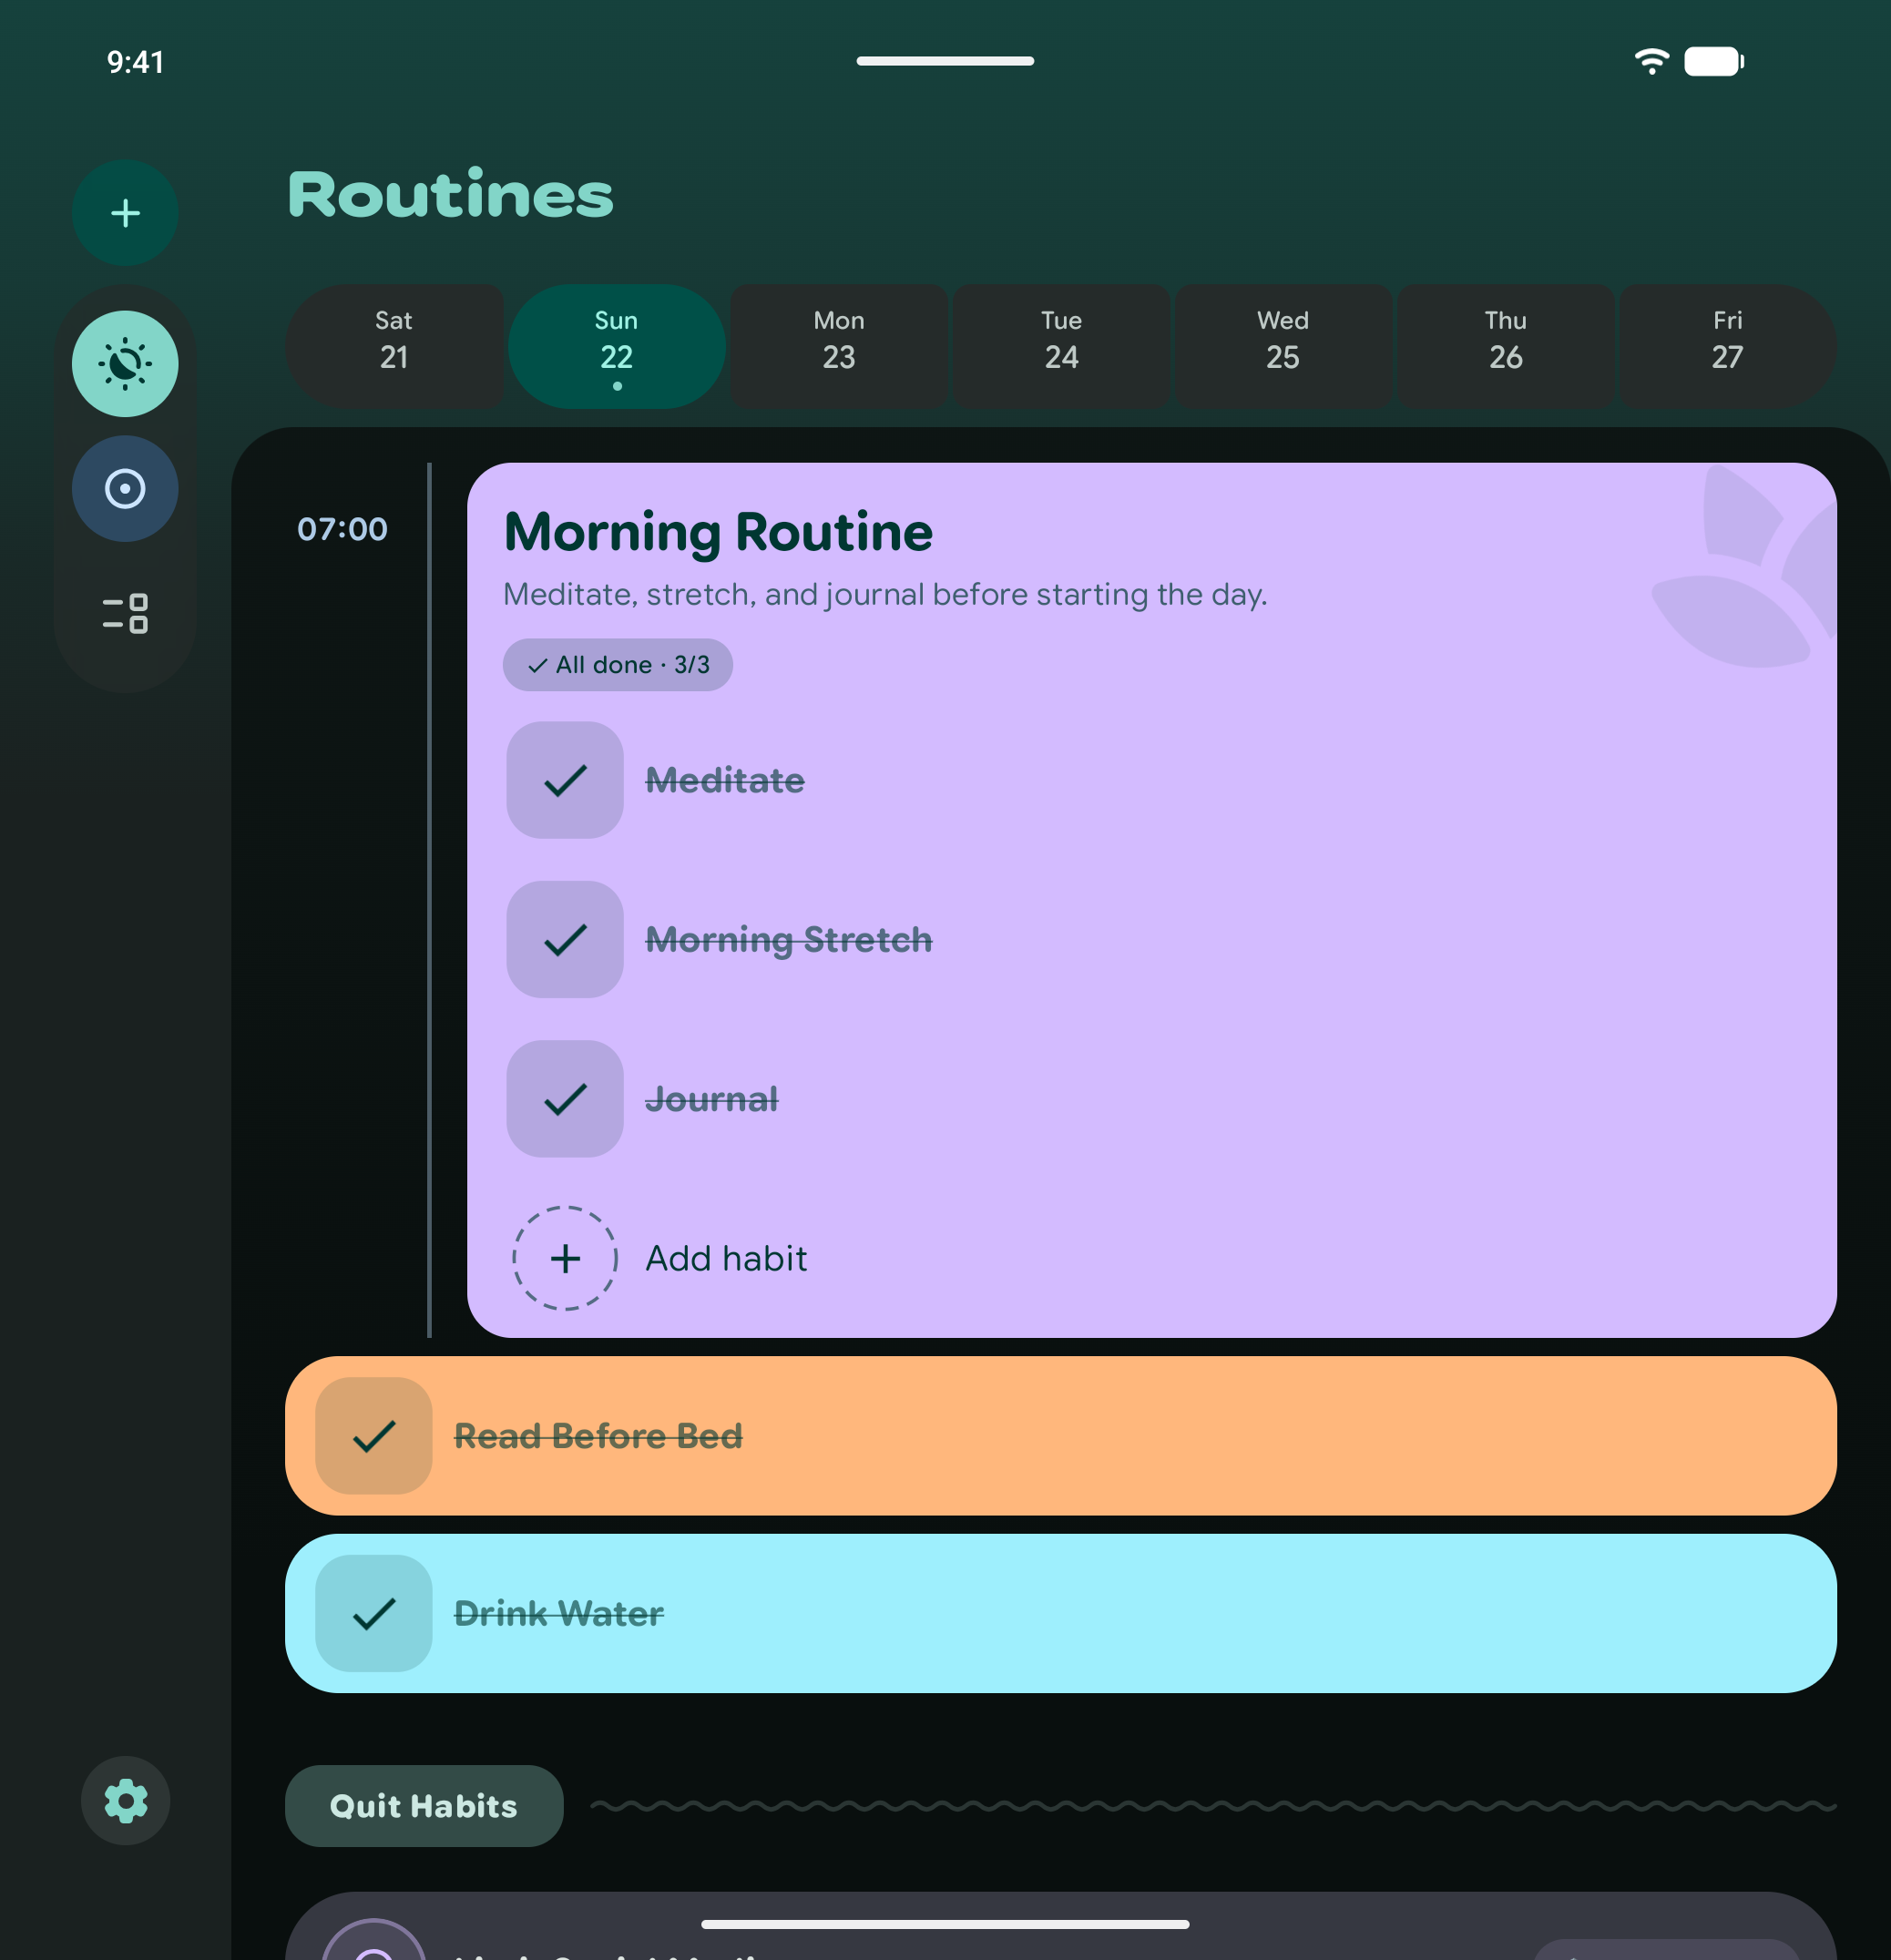 9:41
Routines
Sat
21
Sun
22
Mon
23
Tue
24
Wed
25
Thu
26
Fri
27
07:00
Morning Routine
Meditate, stretch, and journal before starting the day.
All done · 3/3
Meditate
Morning Stretch
Journal
Add habit
Read Before Bed
Drink Water
Quit Habits